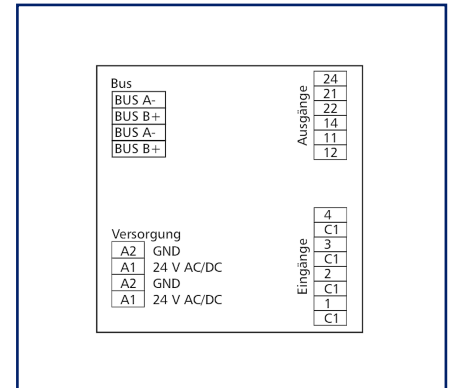 Bus
BUS A-
BUS B+
BUS A-
BUS B+
Ausgänge
24
21
22
14
11
12
Versorgung
A2 GND
A1 24 V AC/DC
A2 GND
A1 24 V AC/DC
Eingänge
4
C1
3
C1
2
C1
1
C1